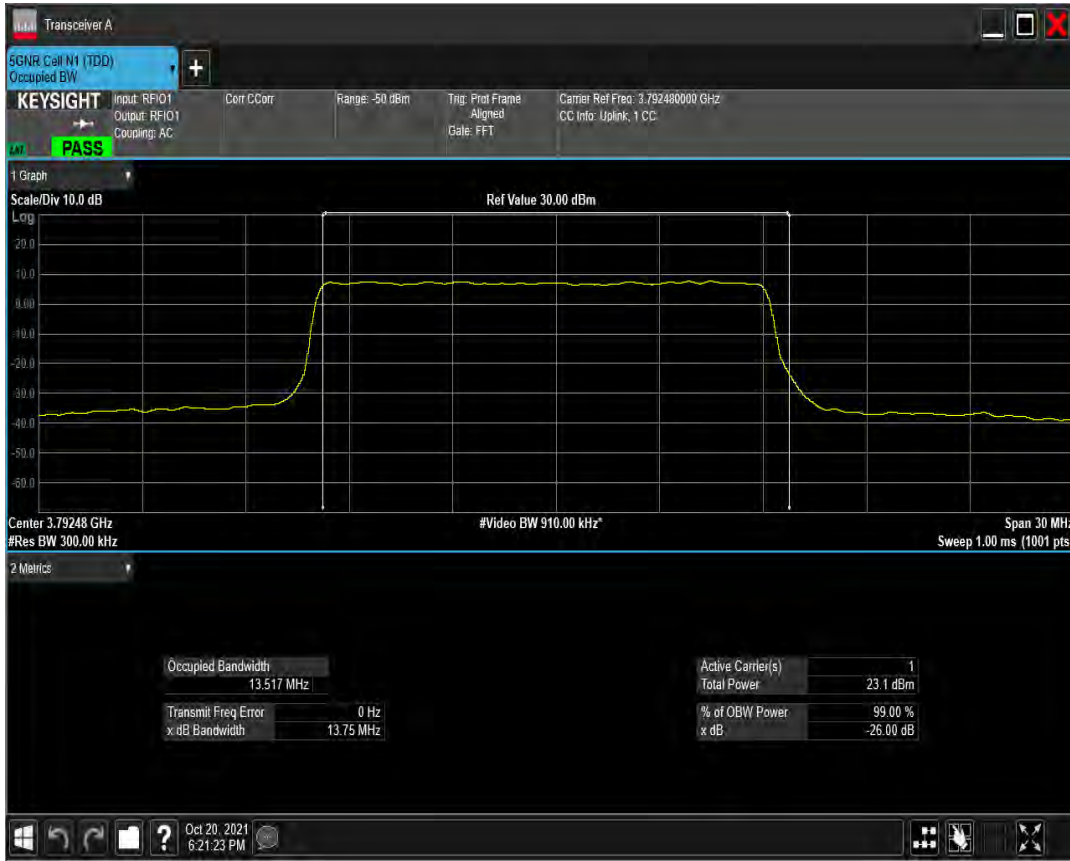 Transceiver A
5GNR Cell N1 (TDD)
Occupied BW
KEYSIGHT
PASS
Input: RFIO1
Output: RFIO1
Coupling: AC
Corr CCorr
Range: -50 dBm
Trig: Prot Frame
Aligned
Gate: FFT
Carrier Ref Freq: 3.792480000 GHz
CC Info: Uplink, 1 CC
1 Graph
Scale/Div 10.0 dB
Ref Value 30.00 dBm
Log
20.0
10.0
0.00
-10.0
-20.0
-30.0
-40.0
-50.0
-60.0
Center 3.79248 GHz
#Video BW 910.00 kHz*
Span 30 MHz
#Res BW 300.00 kHz
Sweep 1.00 ms (1001 pts
2 Metrics
Occupied Bandwidth
13.517 MHz
Transmit Freq Error 0 Hz
x dB Bandwidth 13.75 MHz
Active Carrier(s) 1
Total Power 23.1 dBm
% of OBW Power 99.00 %
x dB -26.00 dB
Oct 20, 2021
6:21:23 PM